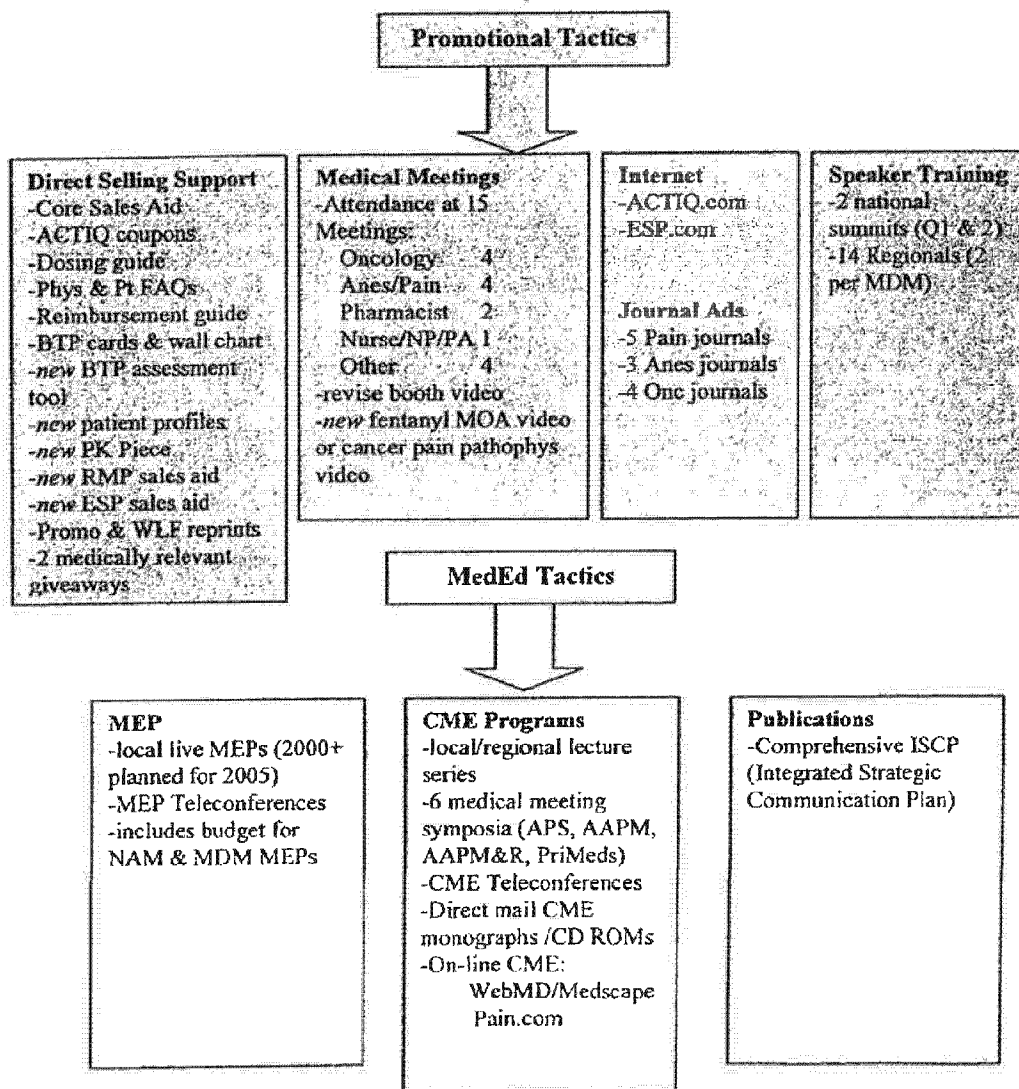 Promotional Tactics
Direct Selling Support
-Core Sales Aid
-ACTIQ coupons
-Dosing guide
-Phys & Pt FAQs
-Reimbursement guide
-BTP cards & wall chart
-new BTP assessment
tool
-new patient profiles
-new PK Piece
-new RMP sales aid
-new ESP sales aid
-Promo & WLF reprints
-2 medically relevant
giveaways
Medical Meetings
-Attendance at 15
Meetings:
Oncology 4
Anes/Pain 4
Pharmacist 2
Nurse/NP/PA 1
Other 4
-revise booth video
-new fentanyl MOA video
or cancer pain pathophys
video
Internet
-ACTIQ.com
-ESP.com
Journal Ads
-5 Pain journals
-3 Anes journals
-4 Onc journals
Speaker Training
-2 national
summits (Q1 & 2)
-14 Regionals (2
per MDM)
MedEd Tactics
MEP
-local live MEPs (2000+
planned for 2005)
-MEP Teleconferences
-includes budget for
NAM & MDM MEPs
CME Programs
-local/regional lecture
series
-6 medical meeting
symposia (APS, AAPM,
AAPM&R, PriMeds)
-CME Teleconferences
-Direct mail CME
monographs /CD ROMs
-On-line CME:
WebMD/Medscape
Pain.com
Publications
-Comprehensive ISCP
(Integrated Strategic
Communication Plan)